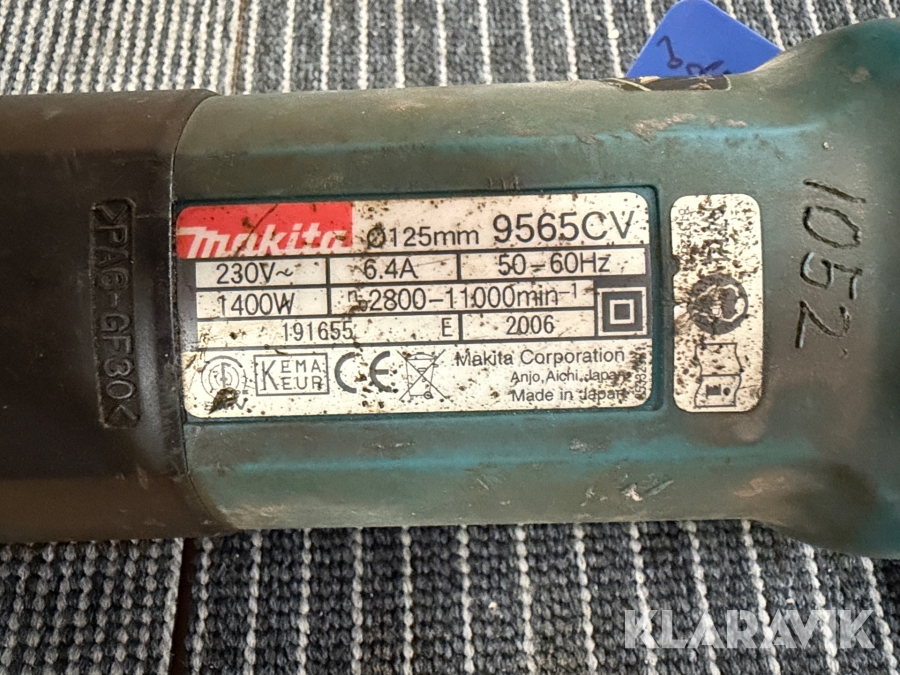 makita Ø125mm 9565CV
230V~ 6.4A 50-60Hz
1400W n 2800-11000min⁻¹
191655 E 2006
KEMA
KEUR
CE
Makita Corporation
Anjo, Aichi, Japan
Made in Japan
>PA6-GF30<
1052
KLARAVIK